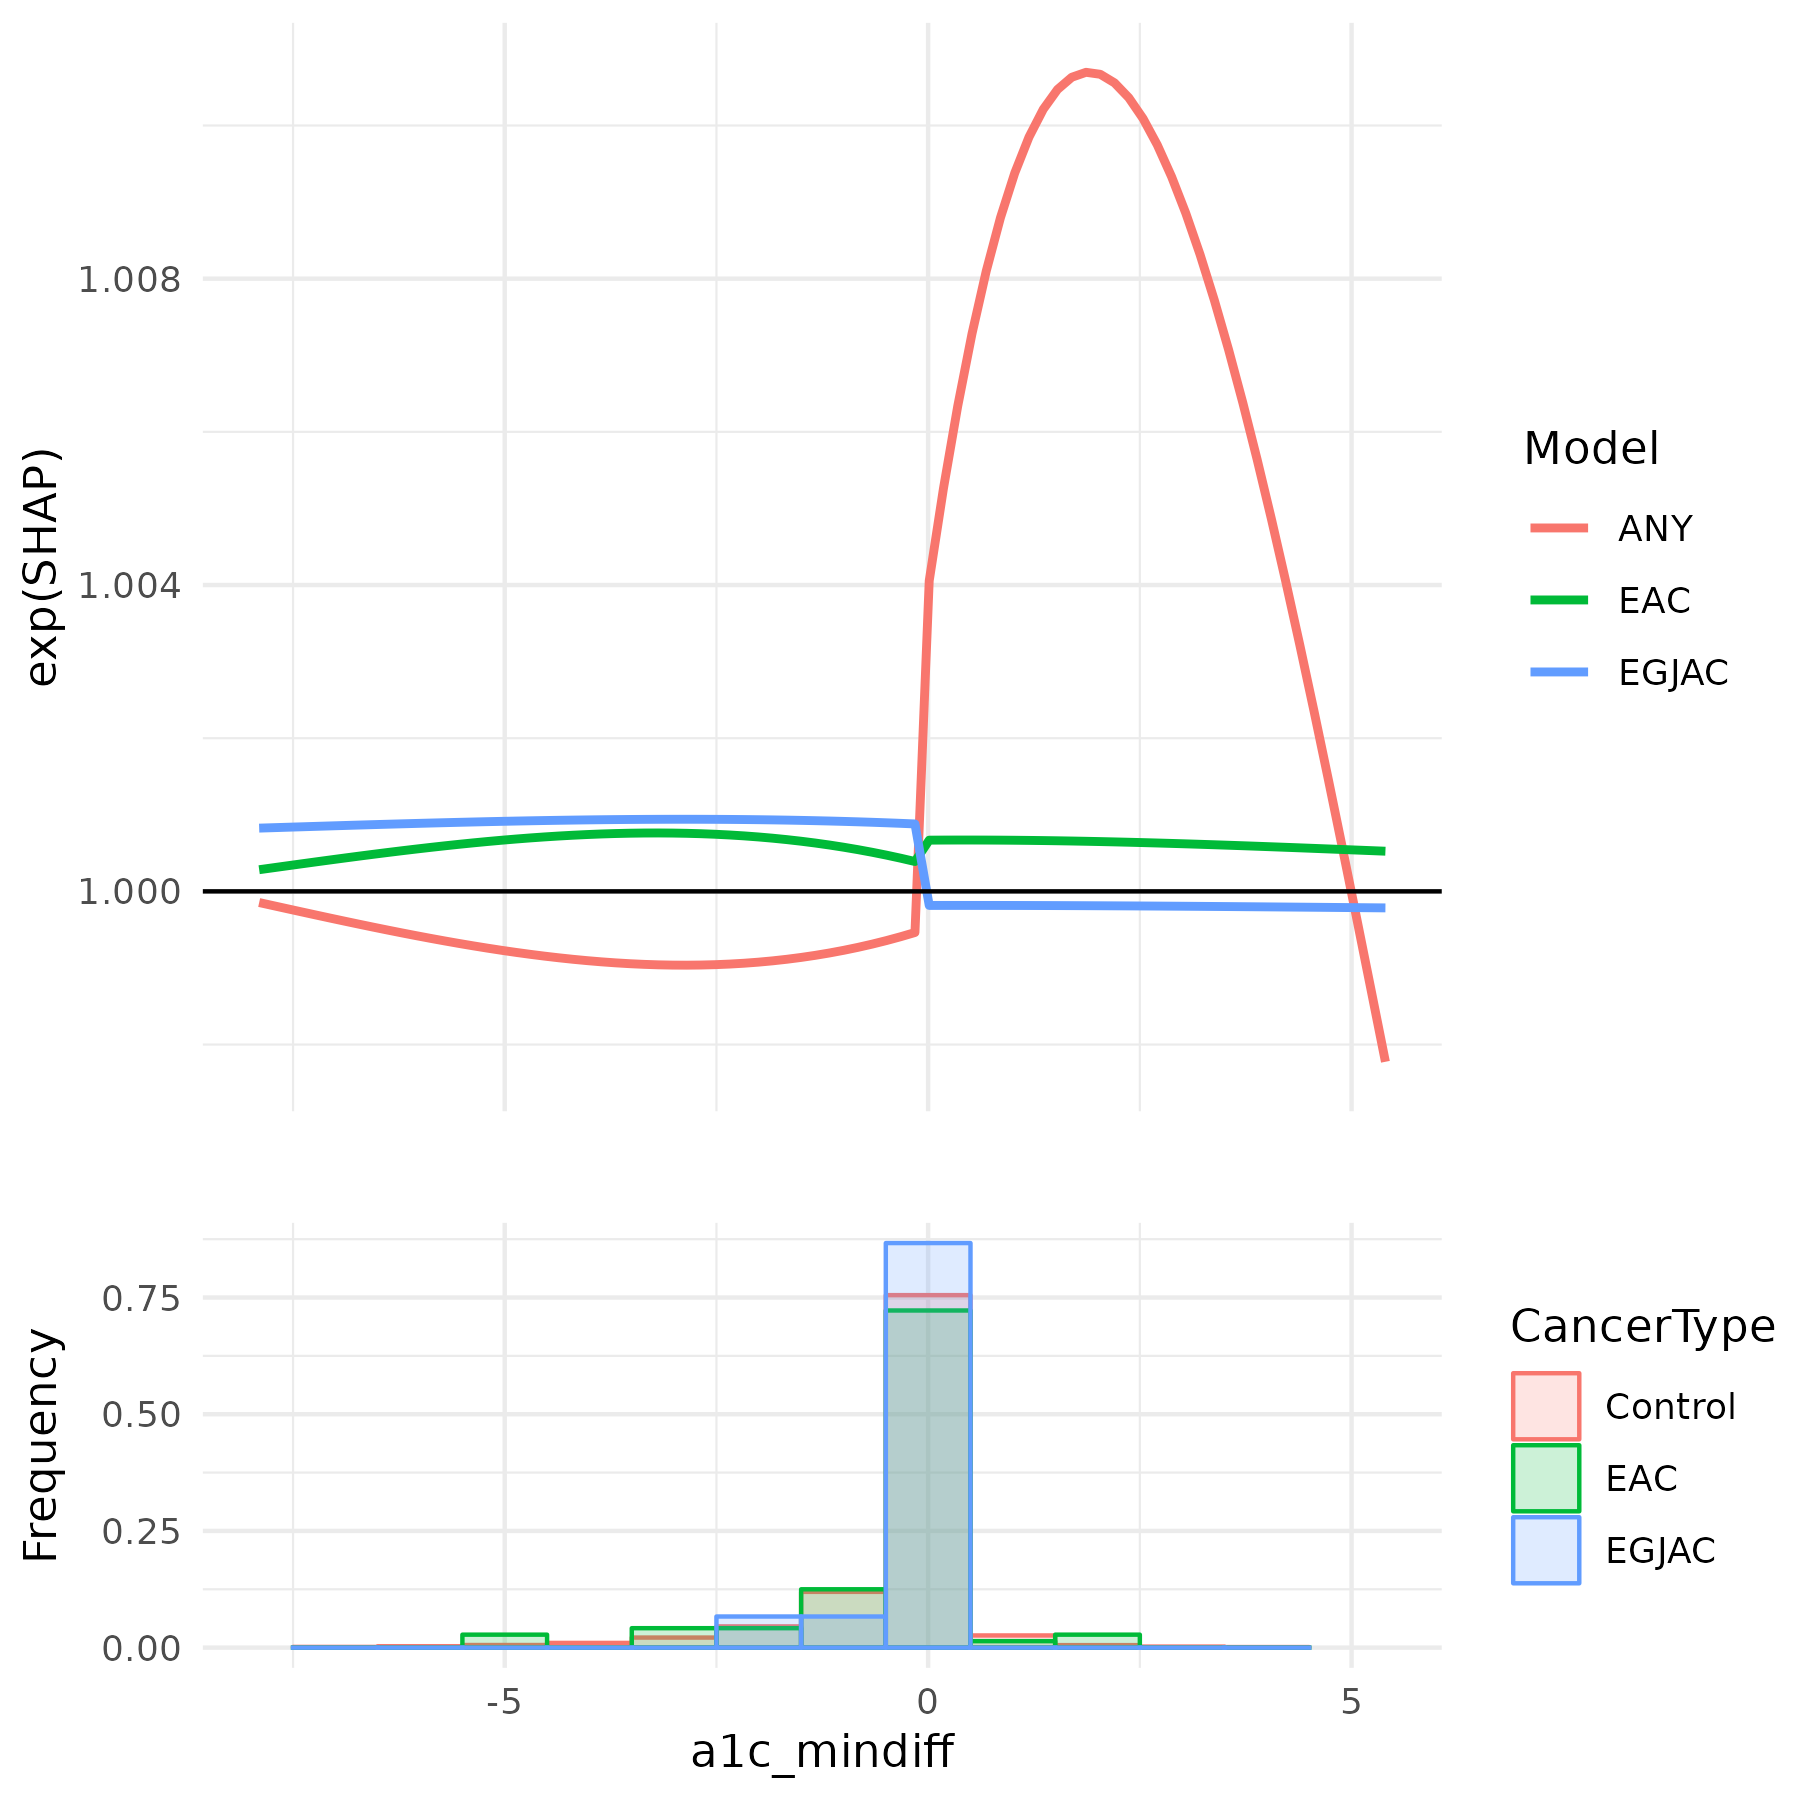 exp(SHAP)
1.008
1.004
1.000
Model
ANY
EAC
EGJAC
Frequency
0.75
0.50
0.25
0.00
-5
0
5
a1c_mindiff
CancerType
Control
EAC
EGJAC